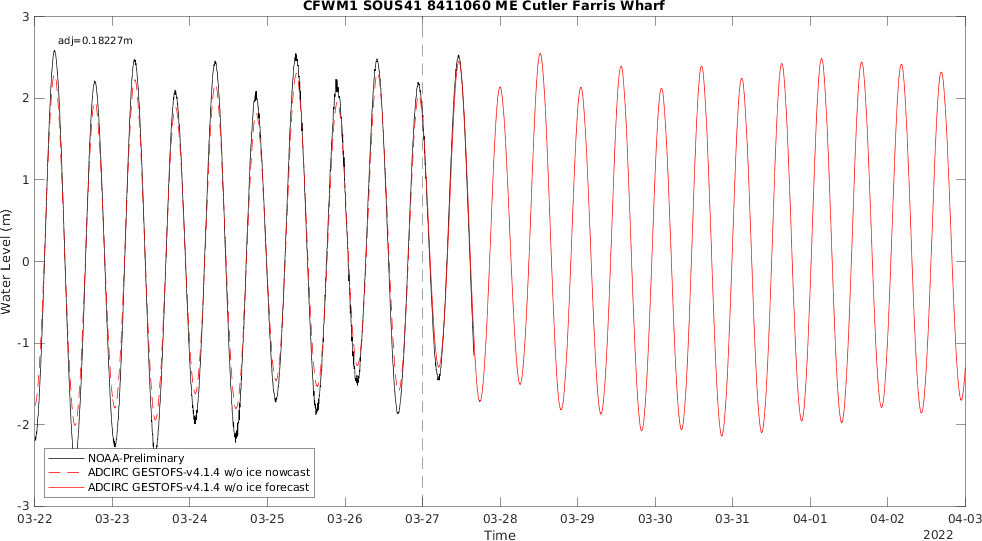 CFWM1 SOUS41 8411060 ME Cutler Farris Wharf
adj=0.18227m
3
2
1
0
-1
-2
-3
Water Level (m)
NOAA-Preliminary
ADCIRC GESTOFS-v4.1.4 w/o ice nowcast
ADCIRC GESTOFS-v4.1.4 w/o ice forecast
03-22 03-23 03-24 03-25 03-26 03-27 03-28 03-29 03-30 03-31 04-01 04-02 04-03
Time
2022